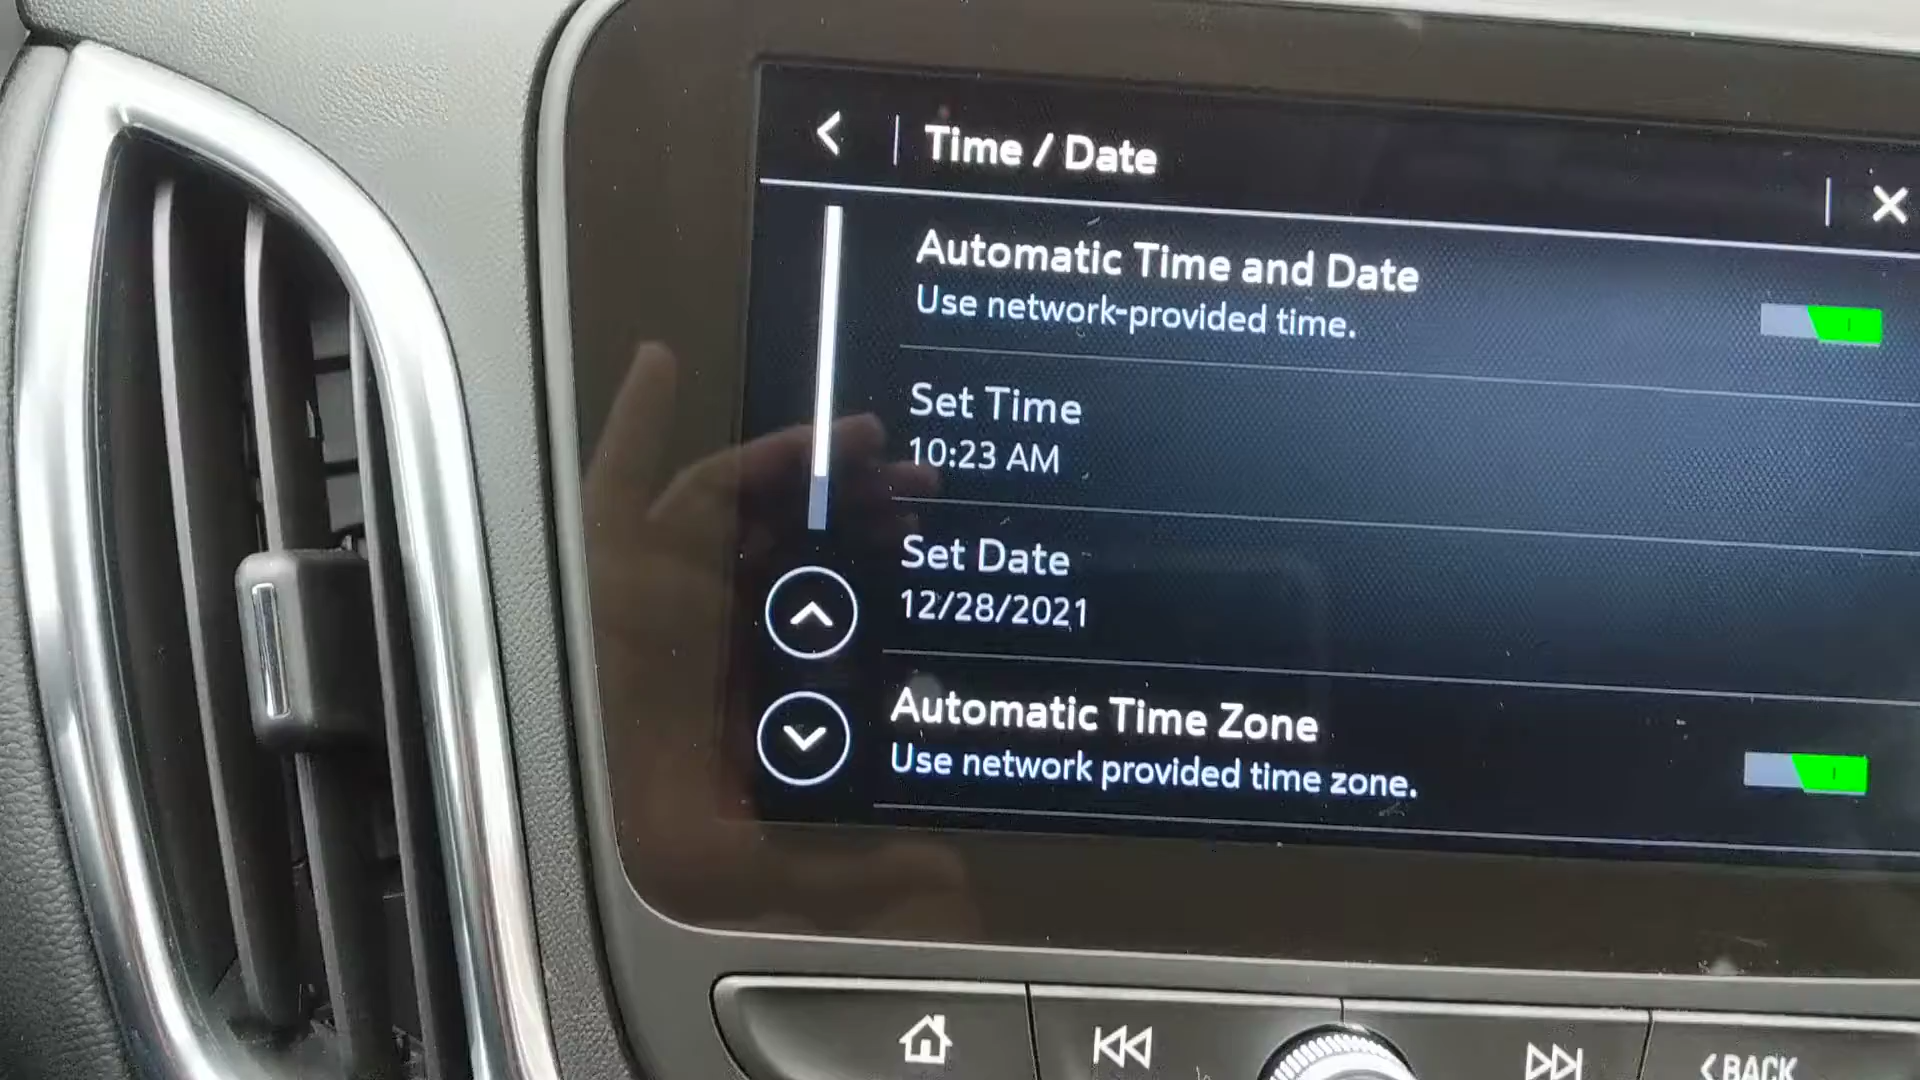 Time / Date
Automatic Time and Date
Use network-provided time.
Set Time
10:23 AM
Set Date
12/28/2021
Automatic Time Zone
Use network provided time zone.
BACK